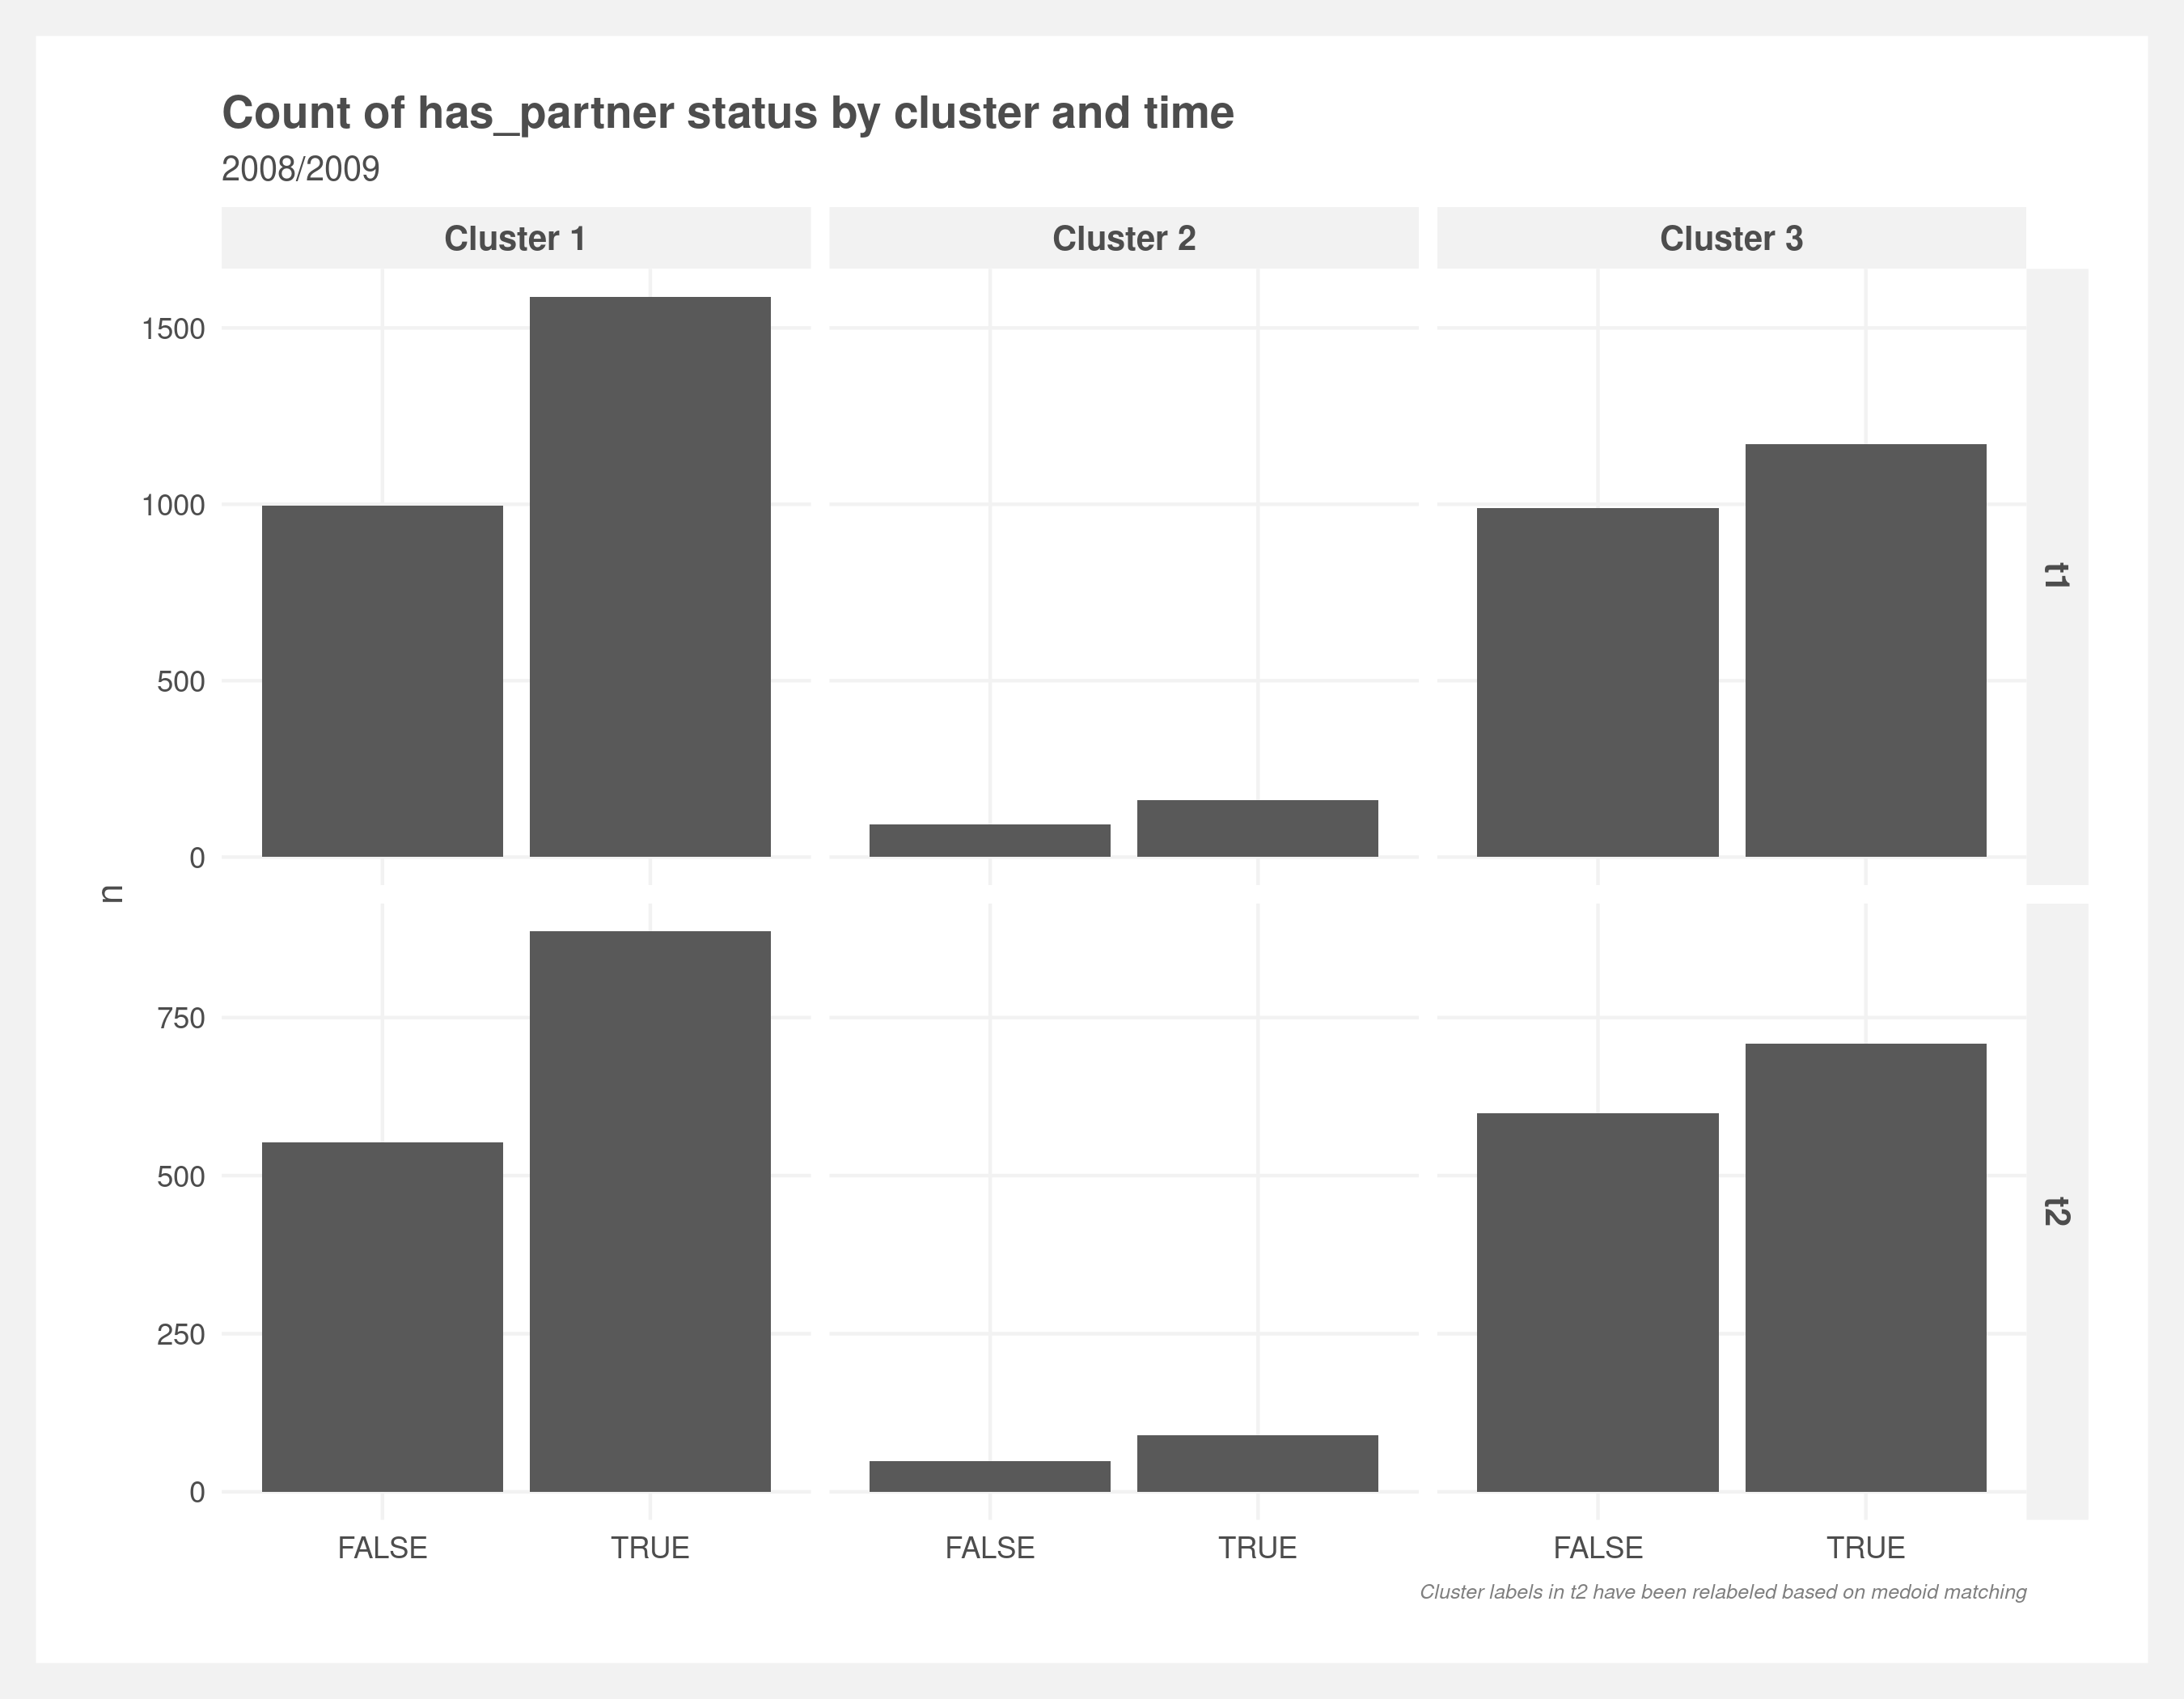 Count of has_partner status by cluster and time
2008/2009
Cluster 1
Cluster 2
Cluster 3
1500
1000
500
0
t1
n
750
500
250
0
t2
FALSE
TRUE
FALSE
TRUE
FALSE
TRUE
Cluster labels in t2 have been relabeled based on medoid matching